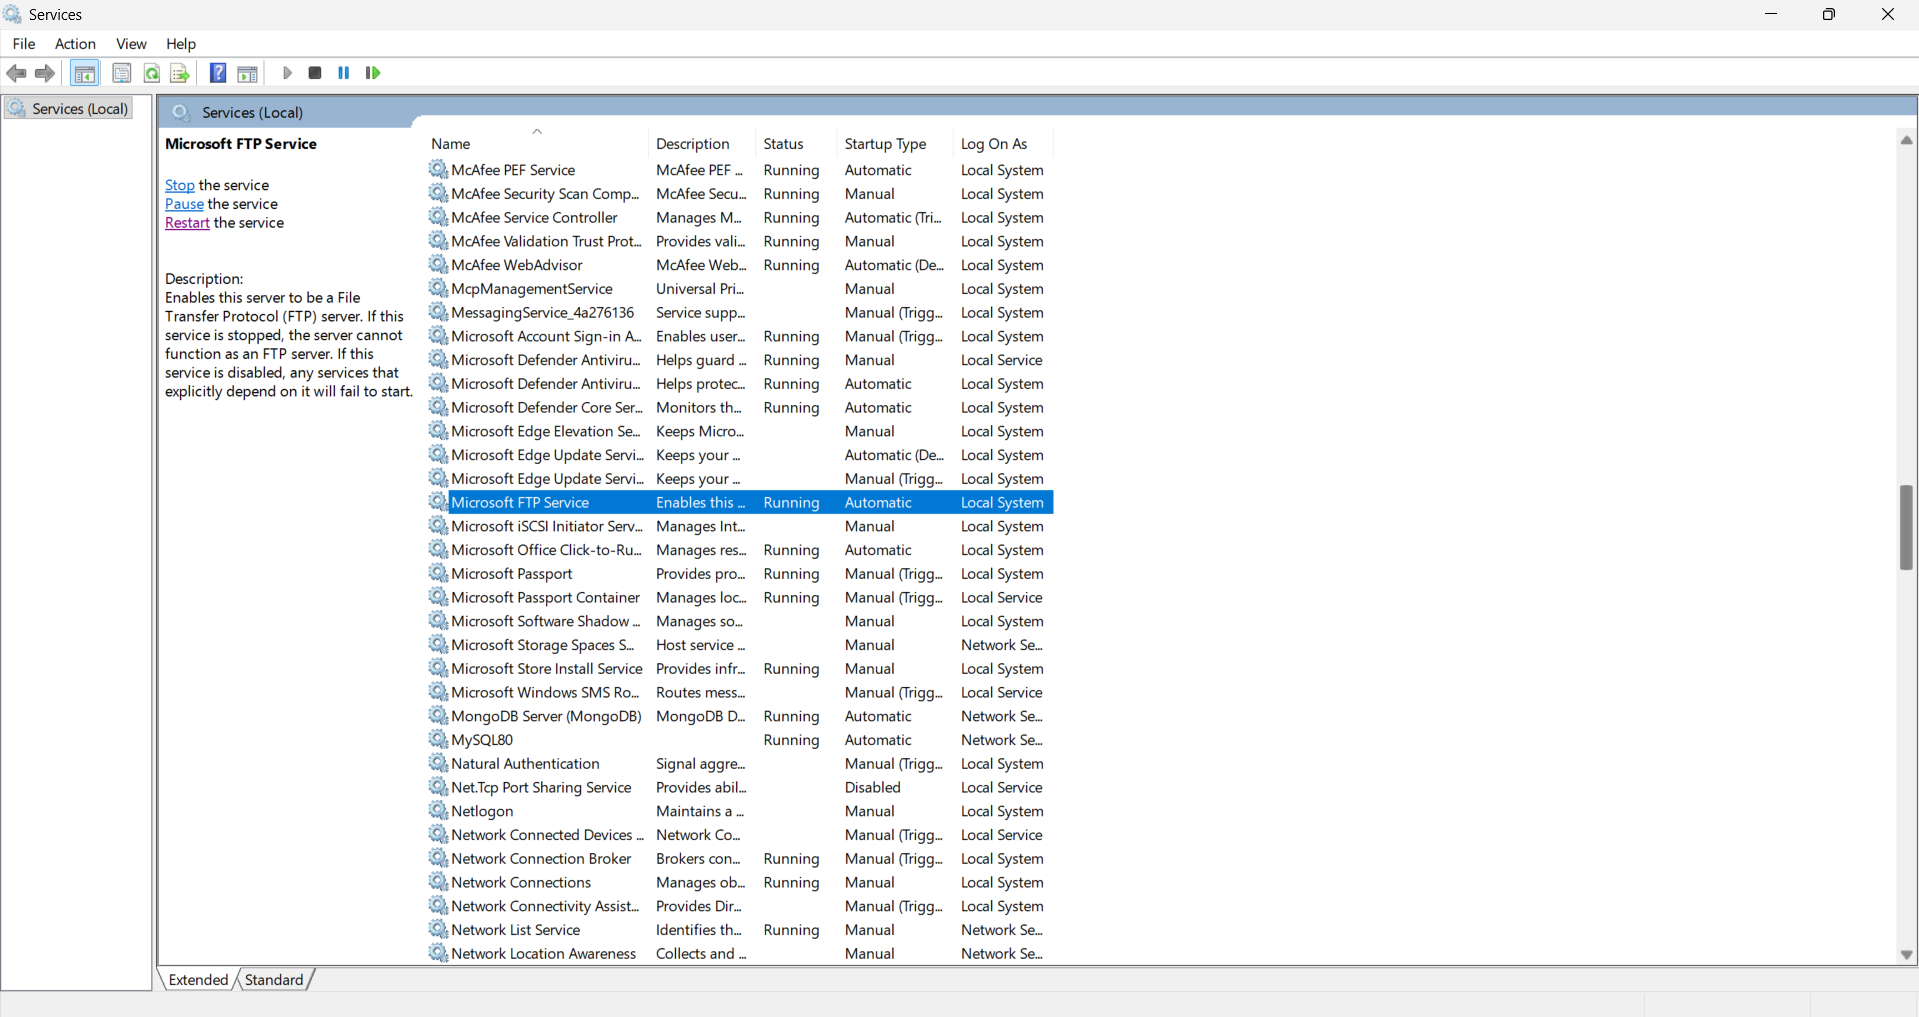 Services
File Action View Help
Services (Local)
Services (Local)
Microsoft FTP Service
Stop the service
Pause the service
Restart the service
Description:
Enables this server to be a File
Transfer Protocol (FTP) server. If this
service is stopped, the server cannot
function as an FTP server. If this
service is disabled, any services that
explicitly depend on it will fail to start.
Name Description Status Startup Type Log On As
McAfee PEF Service McAfee PEF ... Running Automatic Local System
McAfee Security Scan Comp... McAfee Secu... Running Manual Local System
McAfee Service Controller Manages M... Running Automatic (Tri... Local System
McAfee Validation Trust Prot... Provides vali... Running Manual Local System
McAfee WebAdvisor McAfee Web... Running Automatic (De... Local System
McpManagementService Universal Pri... Manual Local System
MessagingService_4a276136 Service supp... Manual (Trigg... Local System
Microsoft Account Sign-in A... Enables user... Running Manual (Trigg... Local System
Microsoft Defender Antiviru... Helps guard ... Running Manual Local Service
Microsoft Defender Antiviru... Helps protec... Running Automatic Local System
Microsoft Defender Core Ser... Monitors th... Running Automatic Local System
Microsoft Edge Elevation Se... Keeps Micro... Manual Local System
Microsoft Edge Update Servi... Keeps your ... Automatic (De... Local System
Microsoft Edge Update Servi... Keeps your ... Manual (Trigg... Local System
Microsoft FTP Service Enables this ... Running Automatic Local System
Microsoft iSCSI Initiator Serv... Manages Int... Manual Local System
Microsoft Office Click-to-Ru... Manages res... Running Automatic Local System
Microsoft Passport Provides pro... Running Manual (Trigg... Local System
Microsoft Passport Container Manages loc... Running Manual (Trigg... Local Service
Microsoft Software Shadow ... Manages so... Manual Local System
Microsoft Storage Spaces S... Host service ... Manual Network Se...
Microsoft Store Install Service Provides infr... Running Manual Local System
Microsoft Windows SMS Ro... Routes mess... Manual (Trigg... Local Service
MongoDB Server (MongoDB) MongoDB D... Running Automatic Network Se...
MySQL80 Running Automatic Network Se...
Natural Authentication Signal aggre... Manual (Trigg... Local System
Net.Tcp Port Sharing Service Provides abil... Disabled Local Service
Netlogon Maintains a ... Manual Local System
Network Connected Devices ... Network Co... Manual (Trigg... Local Service
Network Connection Broker Brokers con... Running Manual (Trigg... Local System
Network Connections Manages ob... Running Manual Local System
Network Connectivity Assist... Provides Dir... Manual (Trigg... Local System
Network List Service Identifies th... Running Manual Network Se...
Network Location Awareness Collects and ... Manual Network Se...
Extended Standard